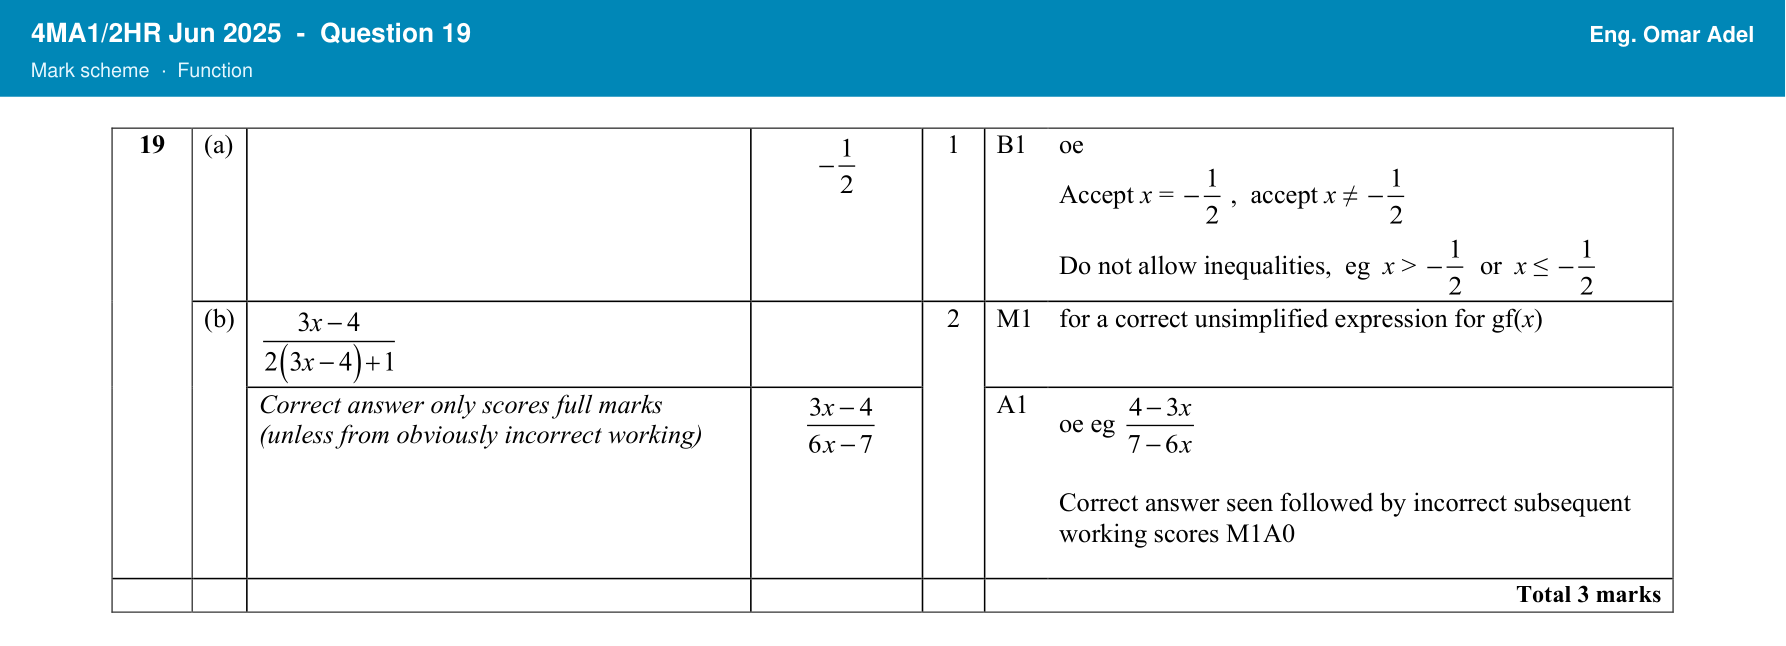 4MA1/2HR Jun 2025 - Question 19
Eng. Omar Adel
Mark scheme · Function
19 (a) −1/2 1 B1 oe
Accept x = −1/2 , accept x ≠ −1/2
Do not allow inequalities, eg x > −1/2 or x ≤ −1/2
(b) (3x − 4)/(2(3x − 4) + 1) 2 M1 for a correct unsimplified expression for gf(x)
Correct answer only scores full marks
(unless from obviously incorrect working)
(3x − 4)/(6x − 7) A1 oe eg (4 − 3x)/(7 − 6x)
Correct answer seen followed by incorrect subsequent
working scores M1A0
Total 3 marks